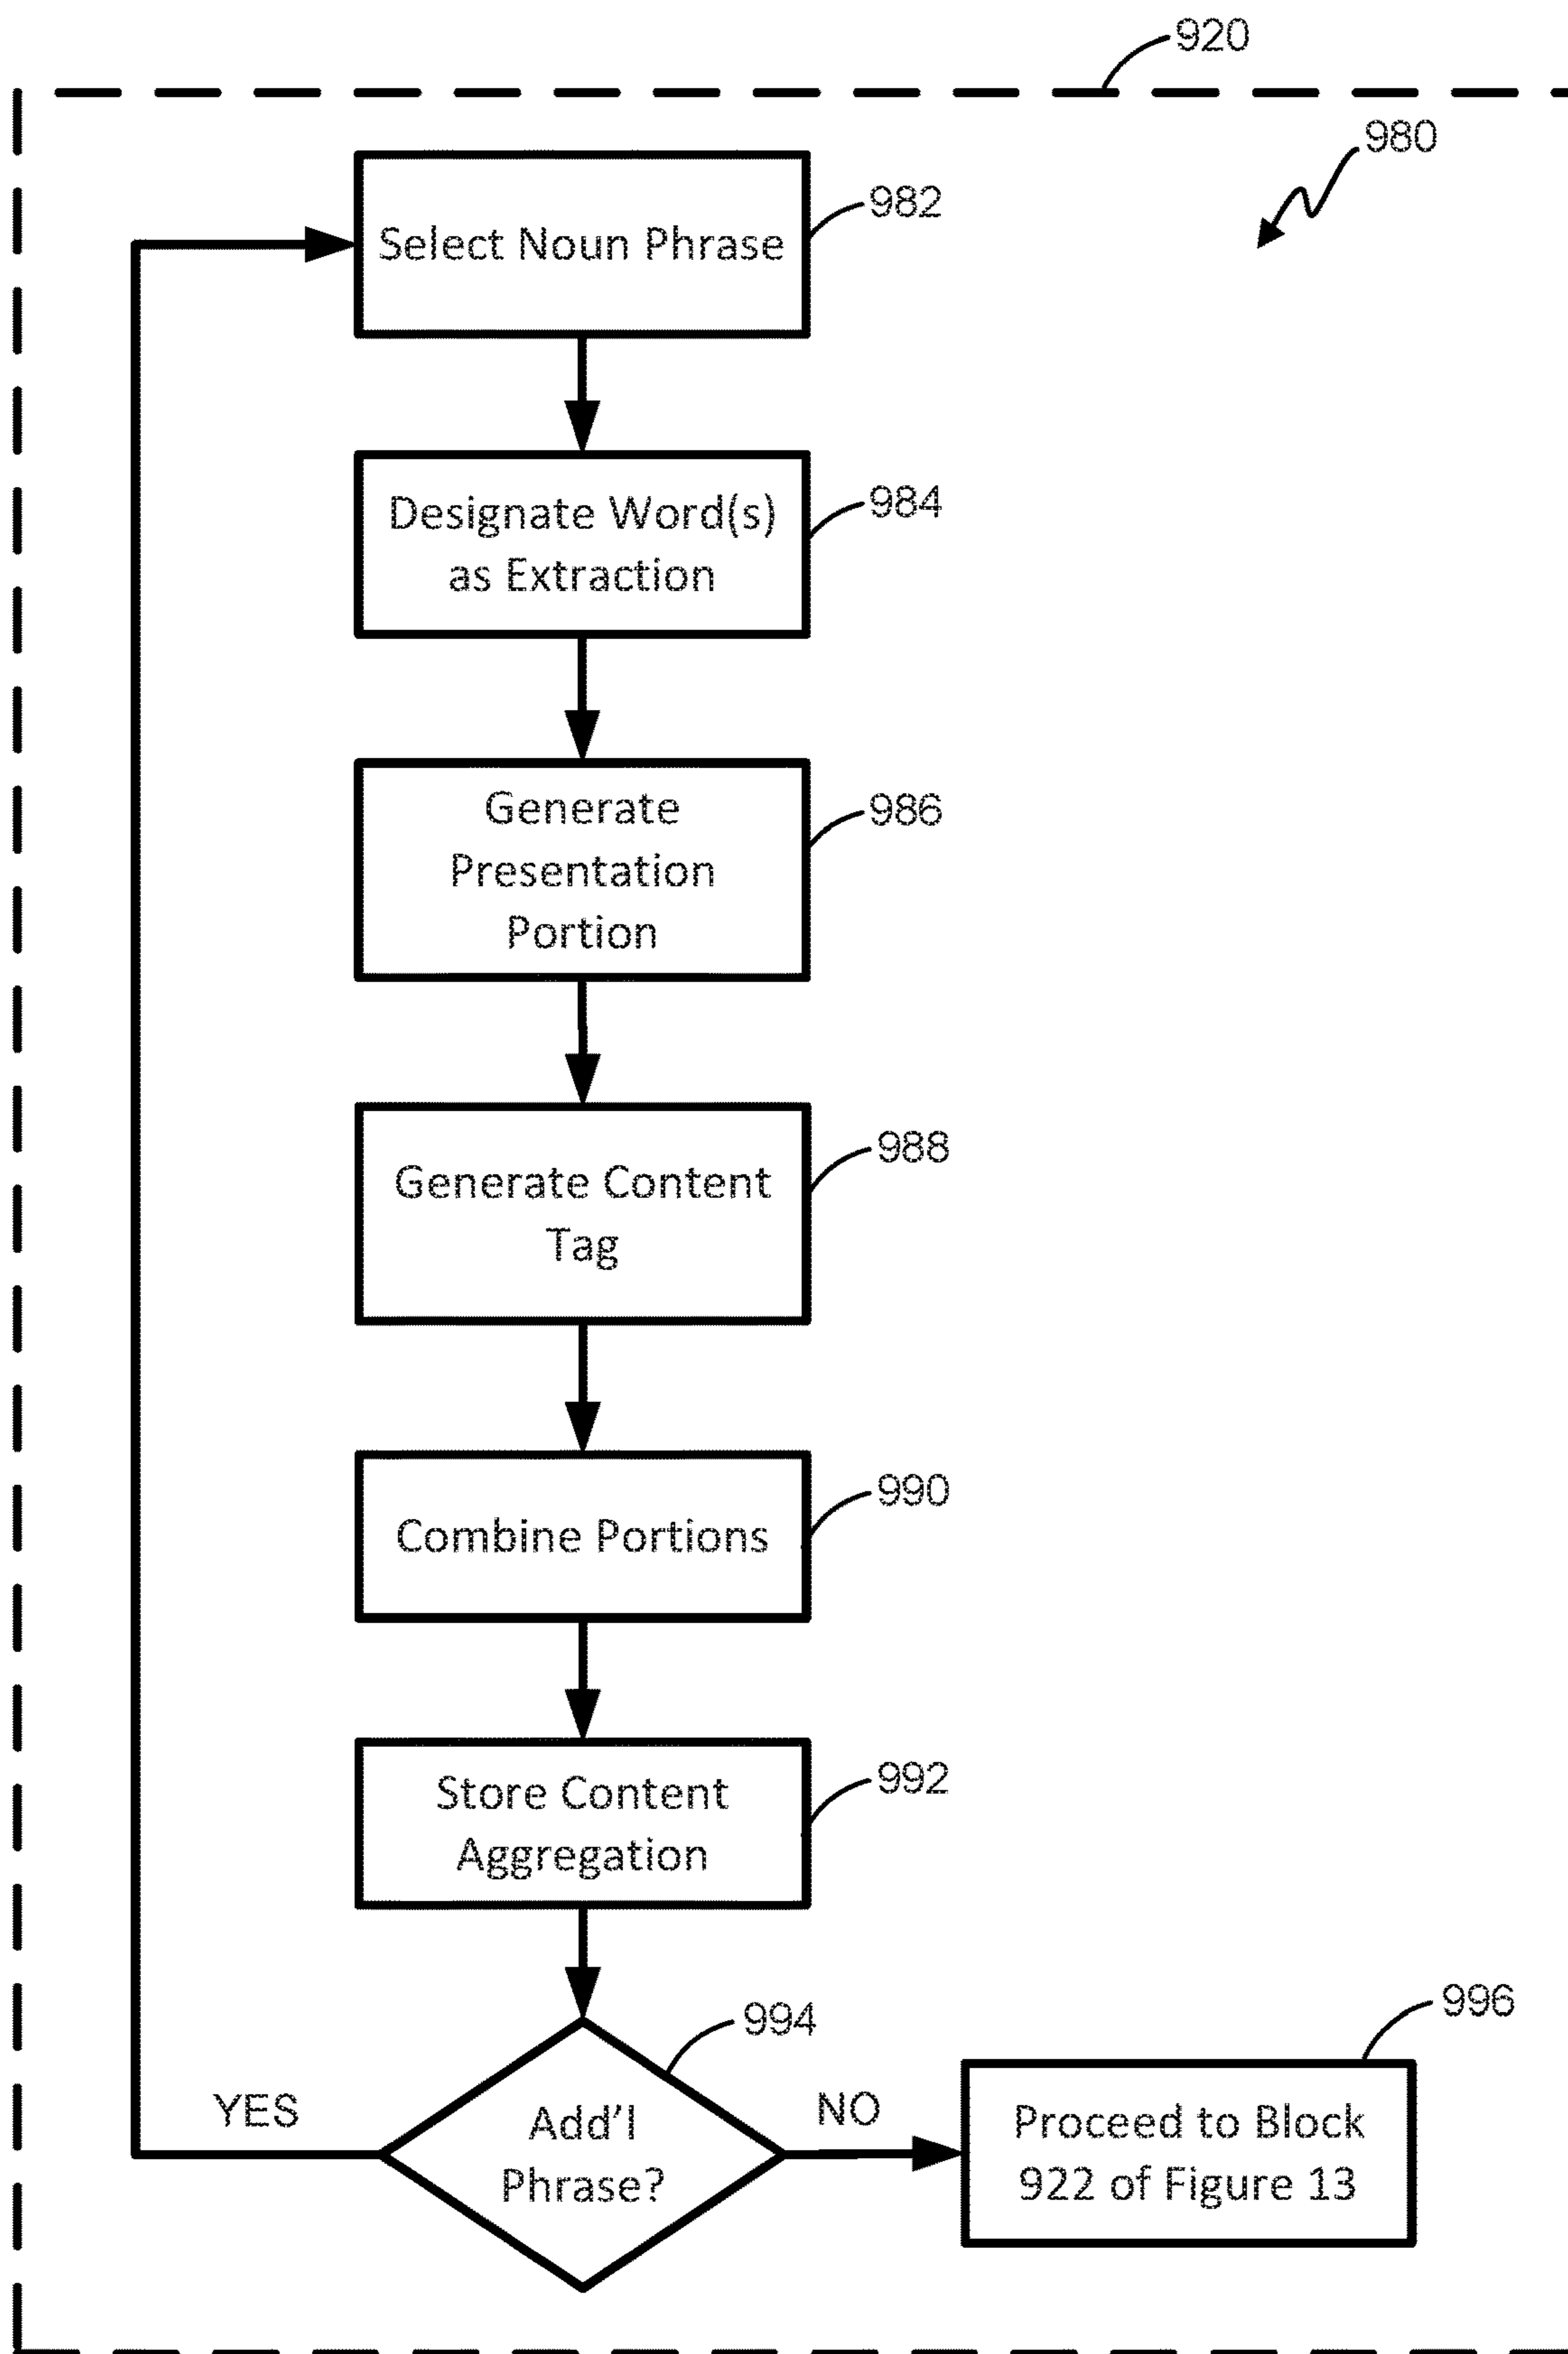 920
980
982
Select Noun Phrase
984
Designate Word(s)
as Extraction
986
Generate
Presentation
Portion
988
Generate Content
Tag
990
Combine Portions
992
Store Content
Aggregation
994
996
YES
Add'l
Phrase?
NO
Proceed to Block
922 of Figure 13